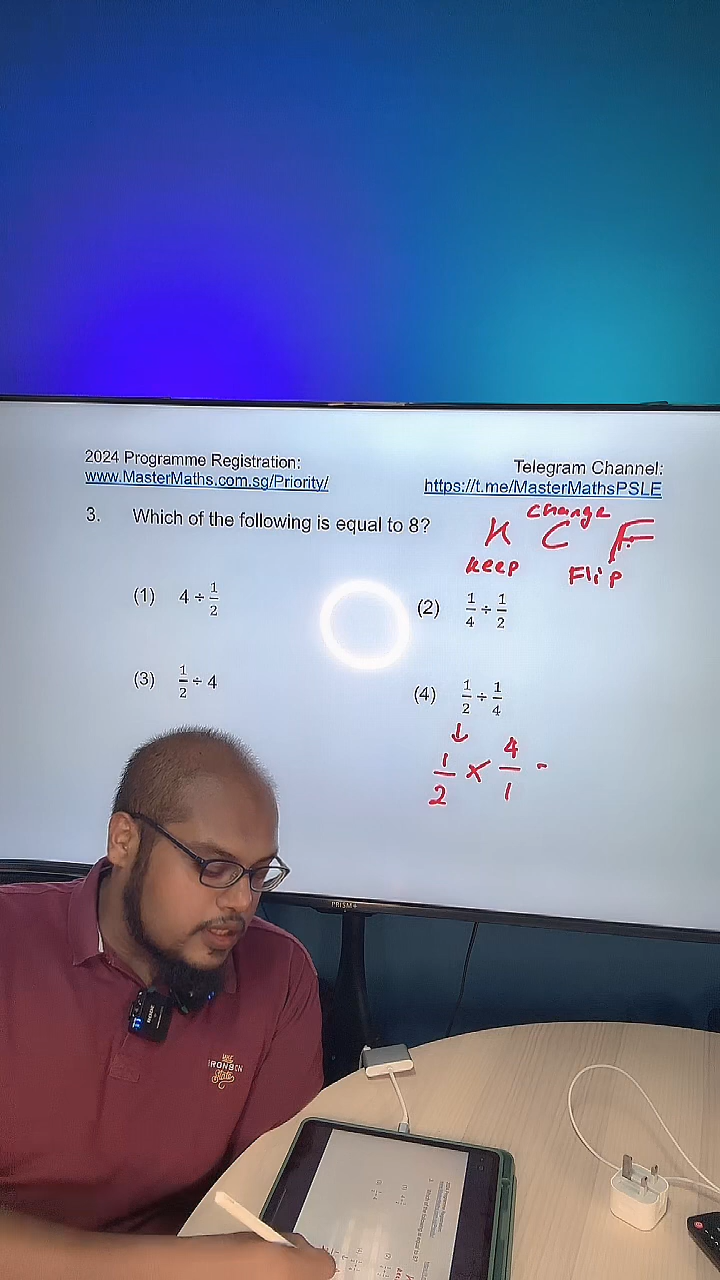 2024 Programme Registration:
www.MasterMaths.com.sg/Priority/
Telegram Channel:
https://t.me/MasterMathsPSLE
3. Which of the following is equal to 8?
change
K C F
keep
Flip
(1) 4 ÷ 1/2
(2) 1/4 ÷ 1/2
(3) 1/2 ÷ 4
(4) 1/2 ÷ 1/4
↓
1/2 × 4/1 -
PRISM+